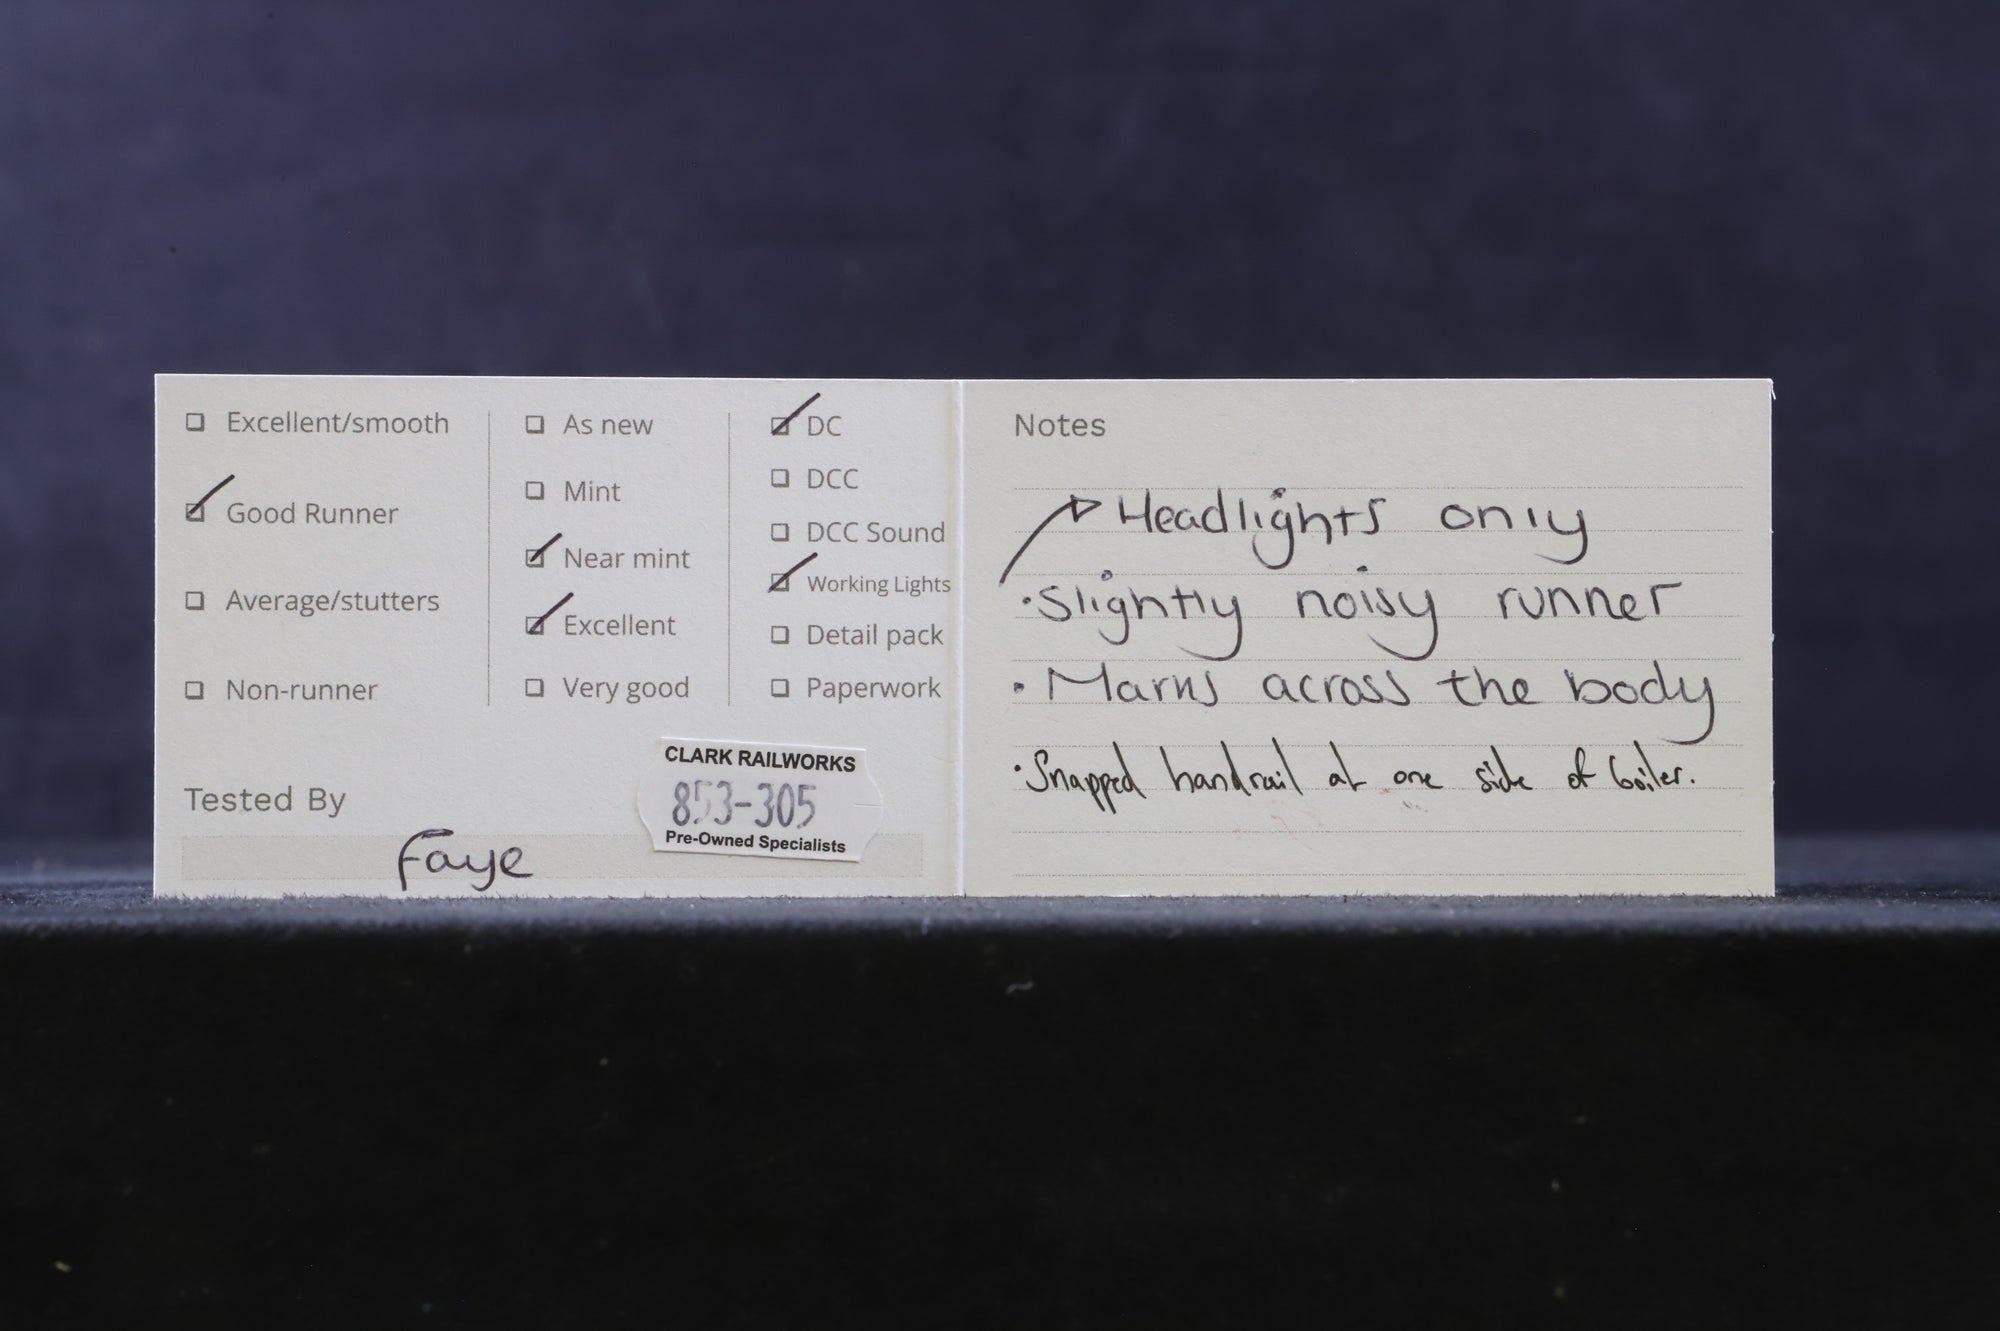 Excellent/smooth
Good Runner
Average/stutters
Non-runner
As new
Mint
Near mint
Excellent
Very good
DC
DCC
DCC Sound
Working Lights
Detail pack
Paperwork
Tested By
Faye
CLARK RAILWORKS
853-305
Pre-Owned Specialists
Notes
Headlights only
• Slightly noisy runner
• Marks across the body
• Snapped handrail at one side of boiler.